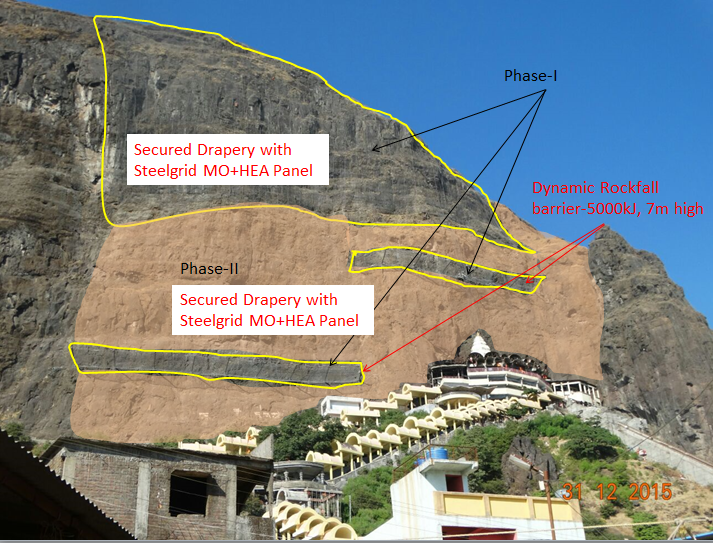 Phase-I
Secured Drapery with
Steelgrid MO+HEA Panel
Dynamic Rockfall
barrier-5000kJ, 7m high
Phase-II
Secured Drapery with
Steelgrid MO+HEA Panel
31 12 2015